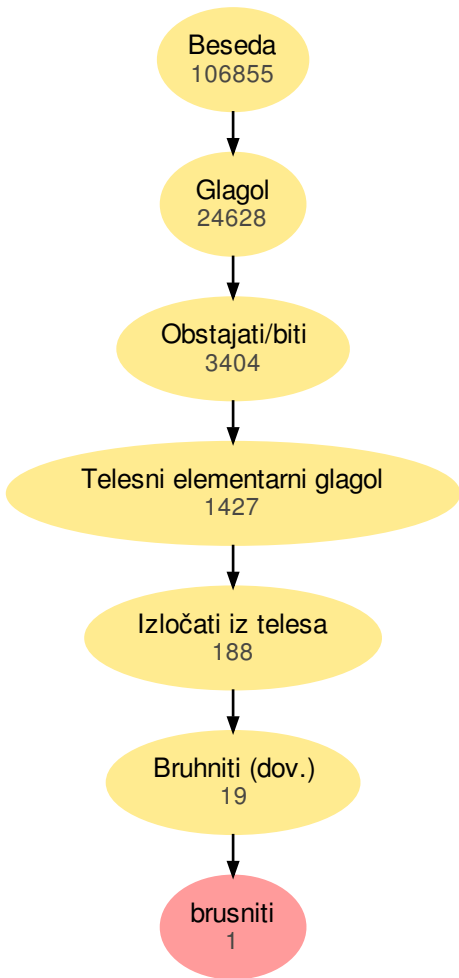 Beseda
106855
Glagol
24628
Obstajati/biti
3404
Telesni elementarni glagol
1427
Izločati iz telesa
188
Bruhniti (dov.)
19
brusniti
1